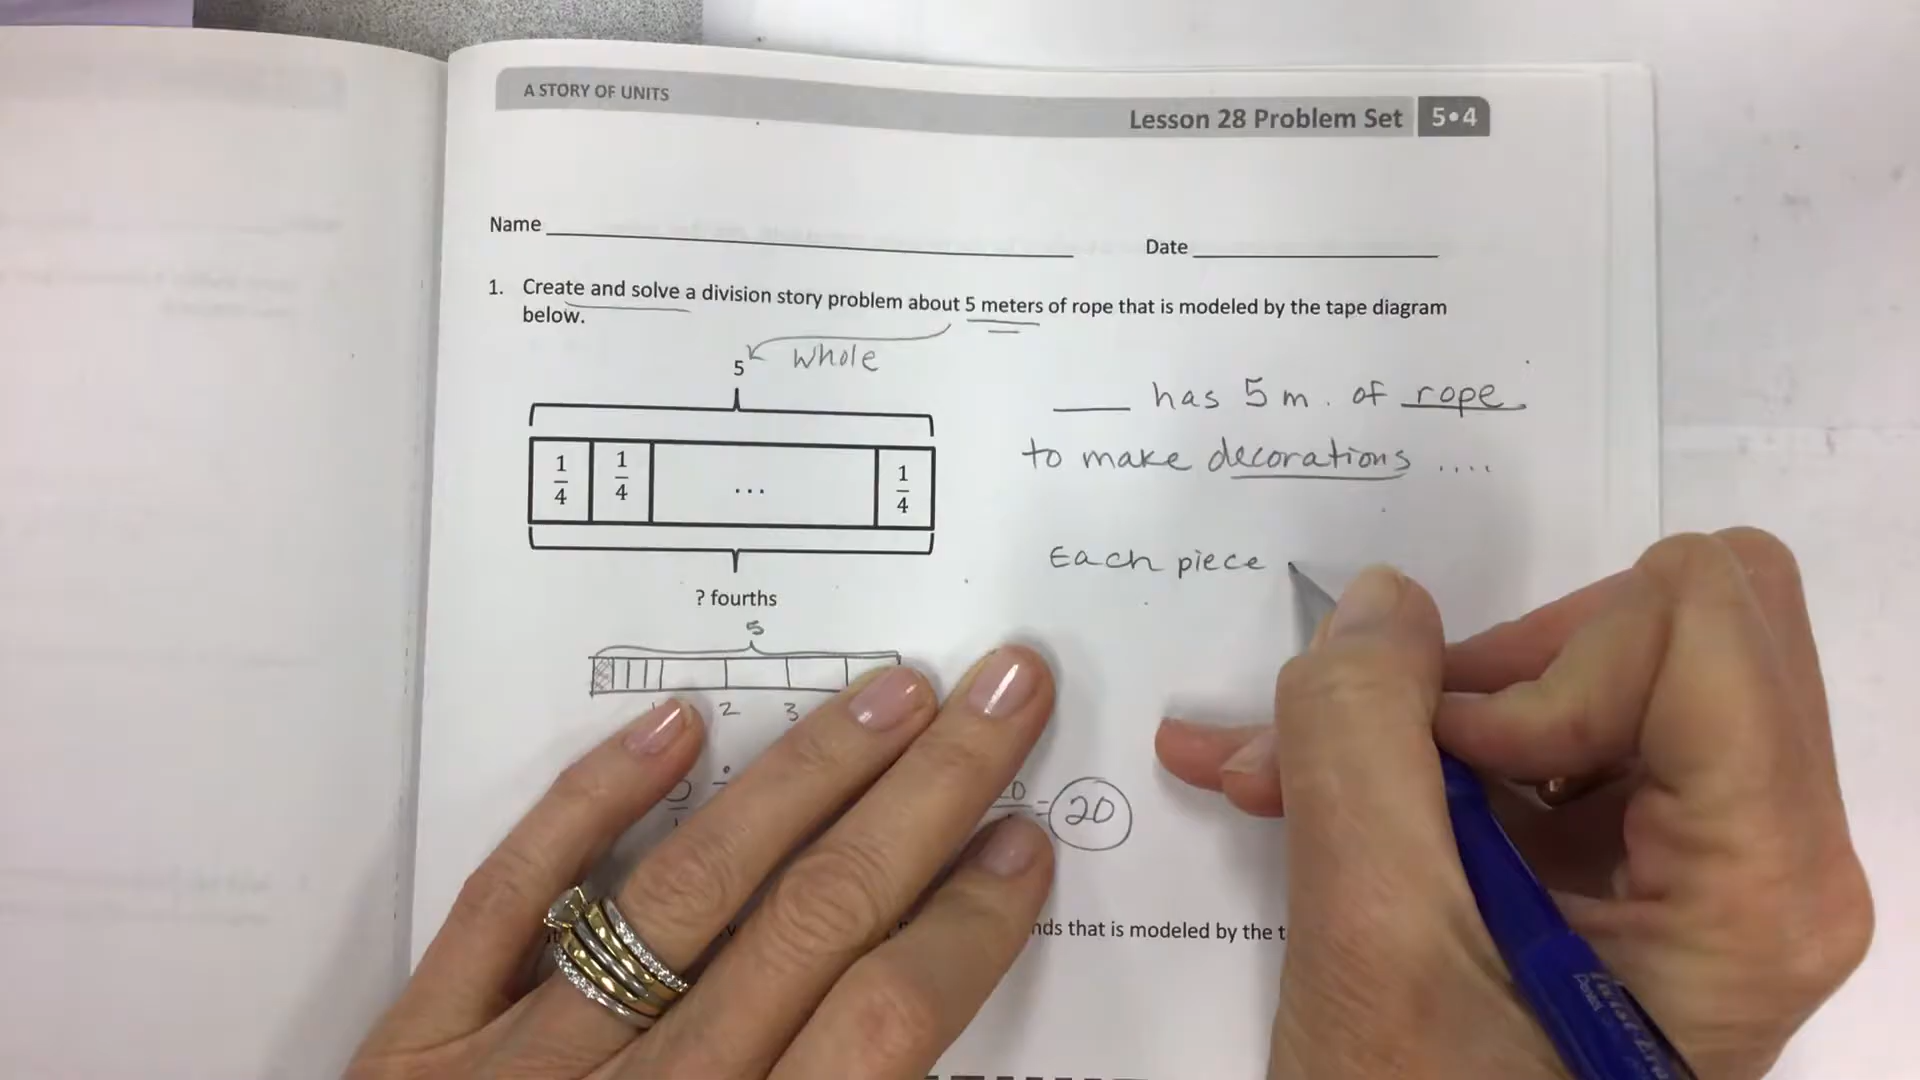 A STORY OF UNITS
Lesson 28 Problem Set 5•4
Name
Date
1. Create and solve a division story problem about 5 meters of rope that is modeled by the tape diagram
below.
5 whole
1/4 1/4 ... 1/4
? fourths
___ has 5 m. of rope
to make decorations ....
Each piece
5
2 3
= 20
nds that is modeled by the t